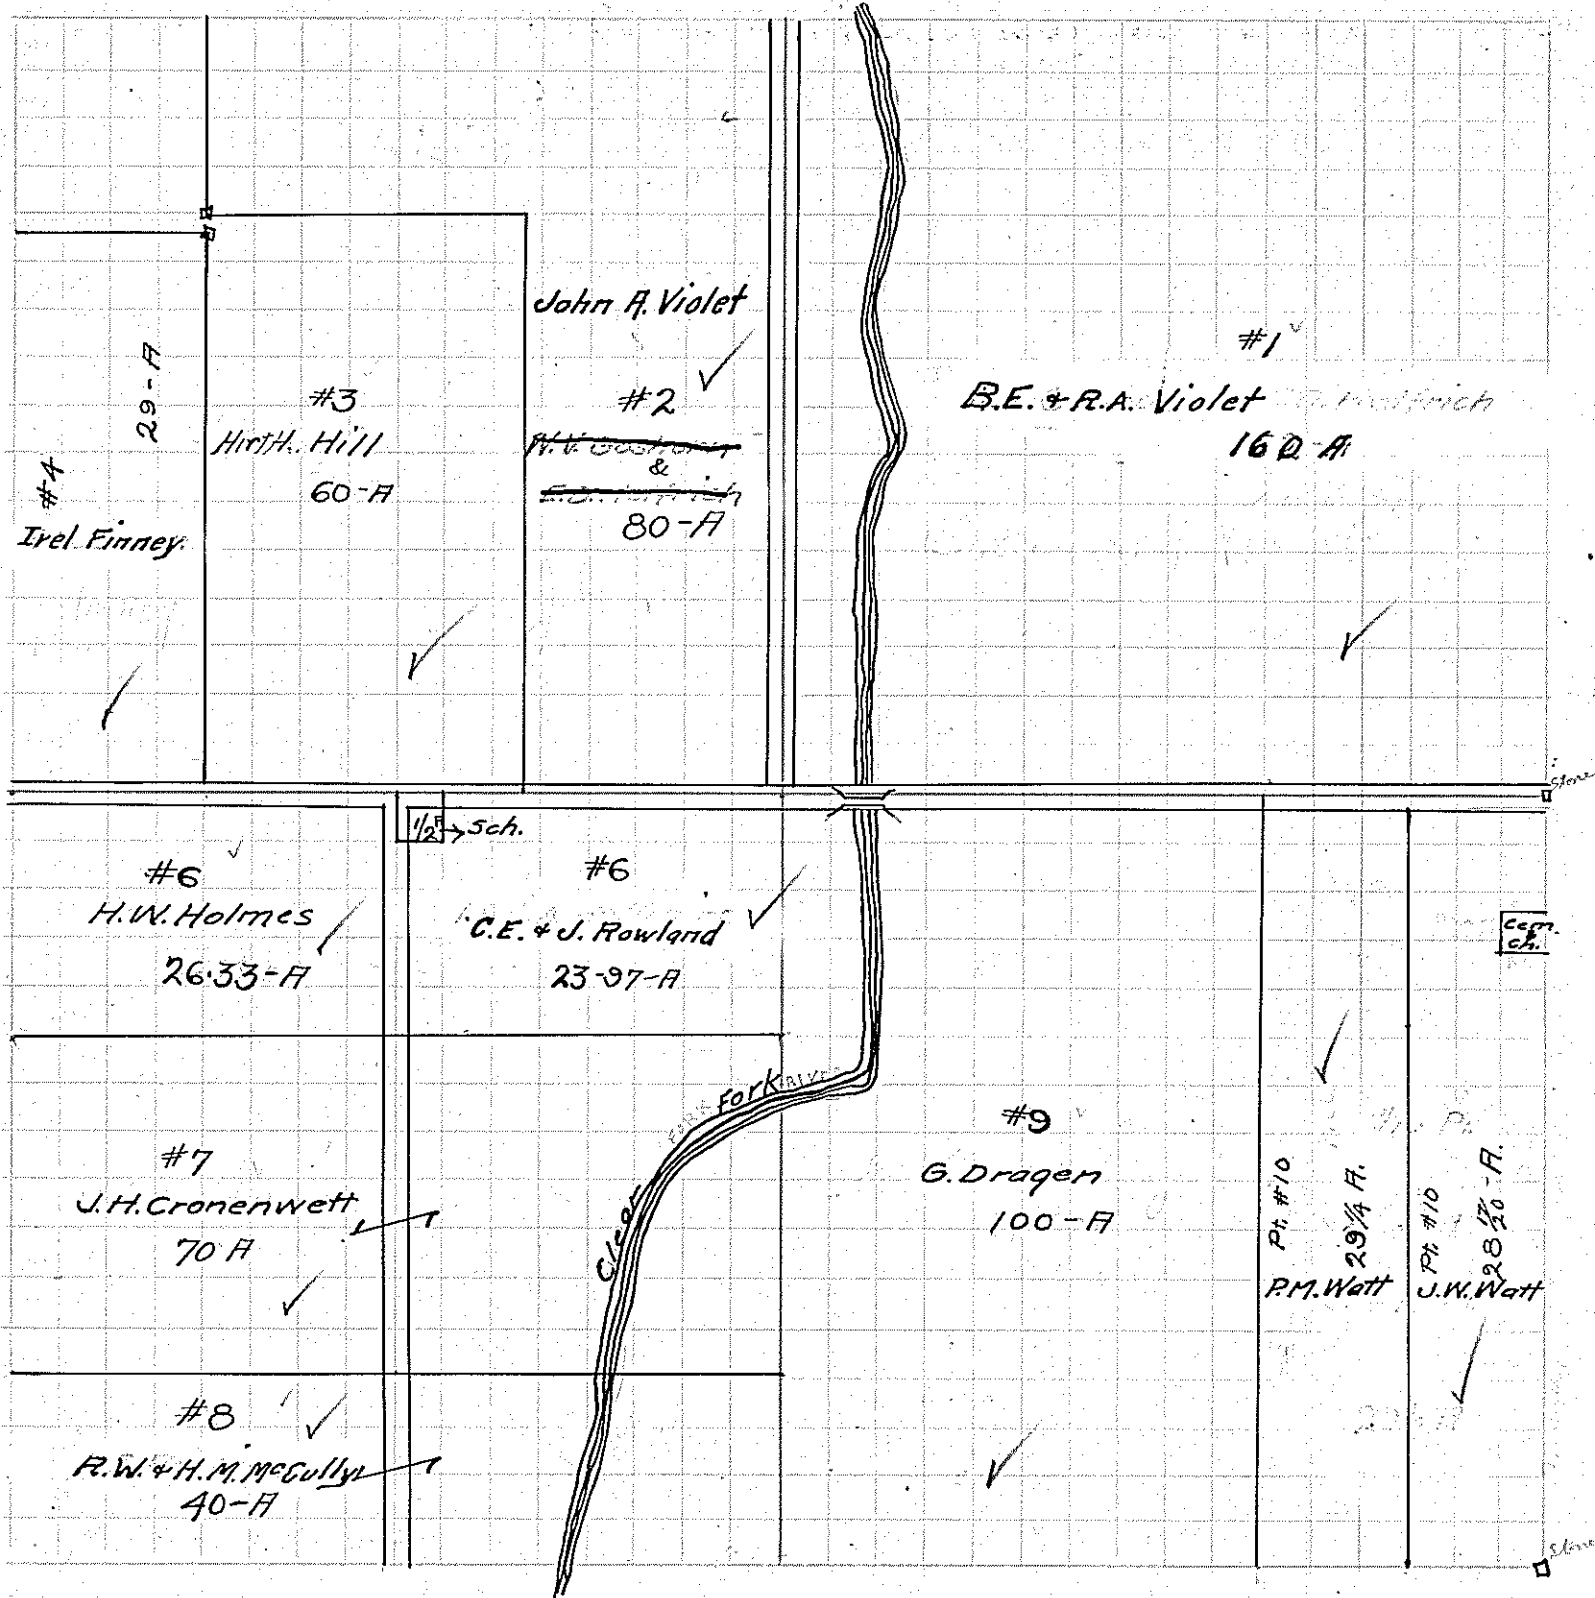 John A. Violet
#1
B.E. & R.A. Violet
160-A
#2
&
80-A
#3
Hirt H. Hill
60-A
29-A
#4
Irel Finney.
Stone
1/2 A → Sch.
#6
H.W. Holmes
26.33-A
#6
C.E. & J. Rowland
23-97-A
Cem.
& Ch.
Clear Fork
#7
J.H. Cronenwett
70 A
#9
G. Dragen
100-A
Pt. #10
29 1/4 A.
P.M. Watt
Pt. #10
28 17/20-A.
J.W. Watt
#8
R.W. & H.M. McCully
40-A
Stone